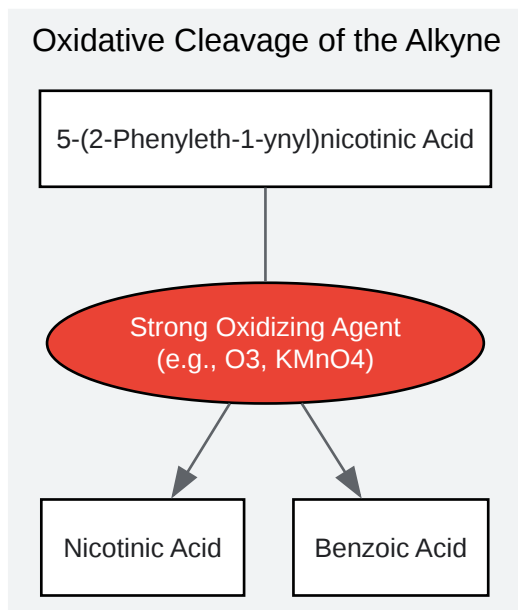 Oxidative Cleavage of the Alkyne
5-(2-Phenyleth-1-ynyl)nicotinic Acid
Strong Oxidizing Agent
(e.g., O3, KMnO4)
Nicotinic Acid
Benzoic Acid